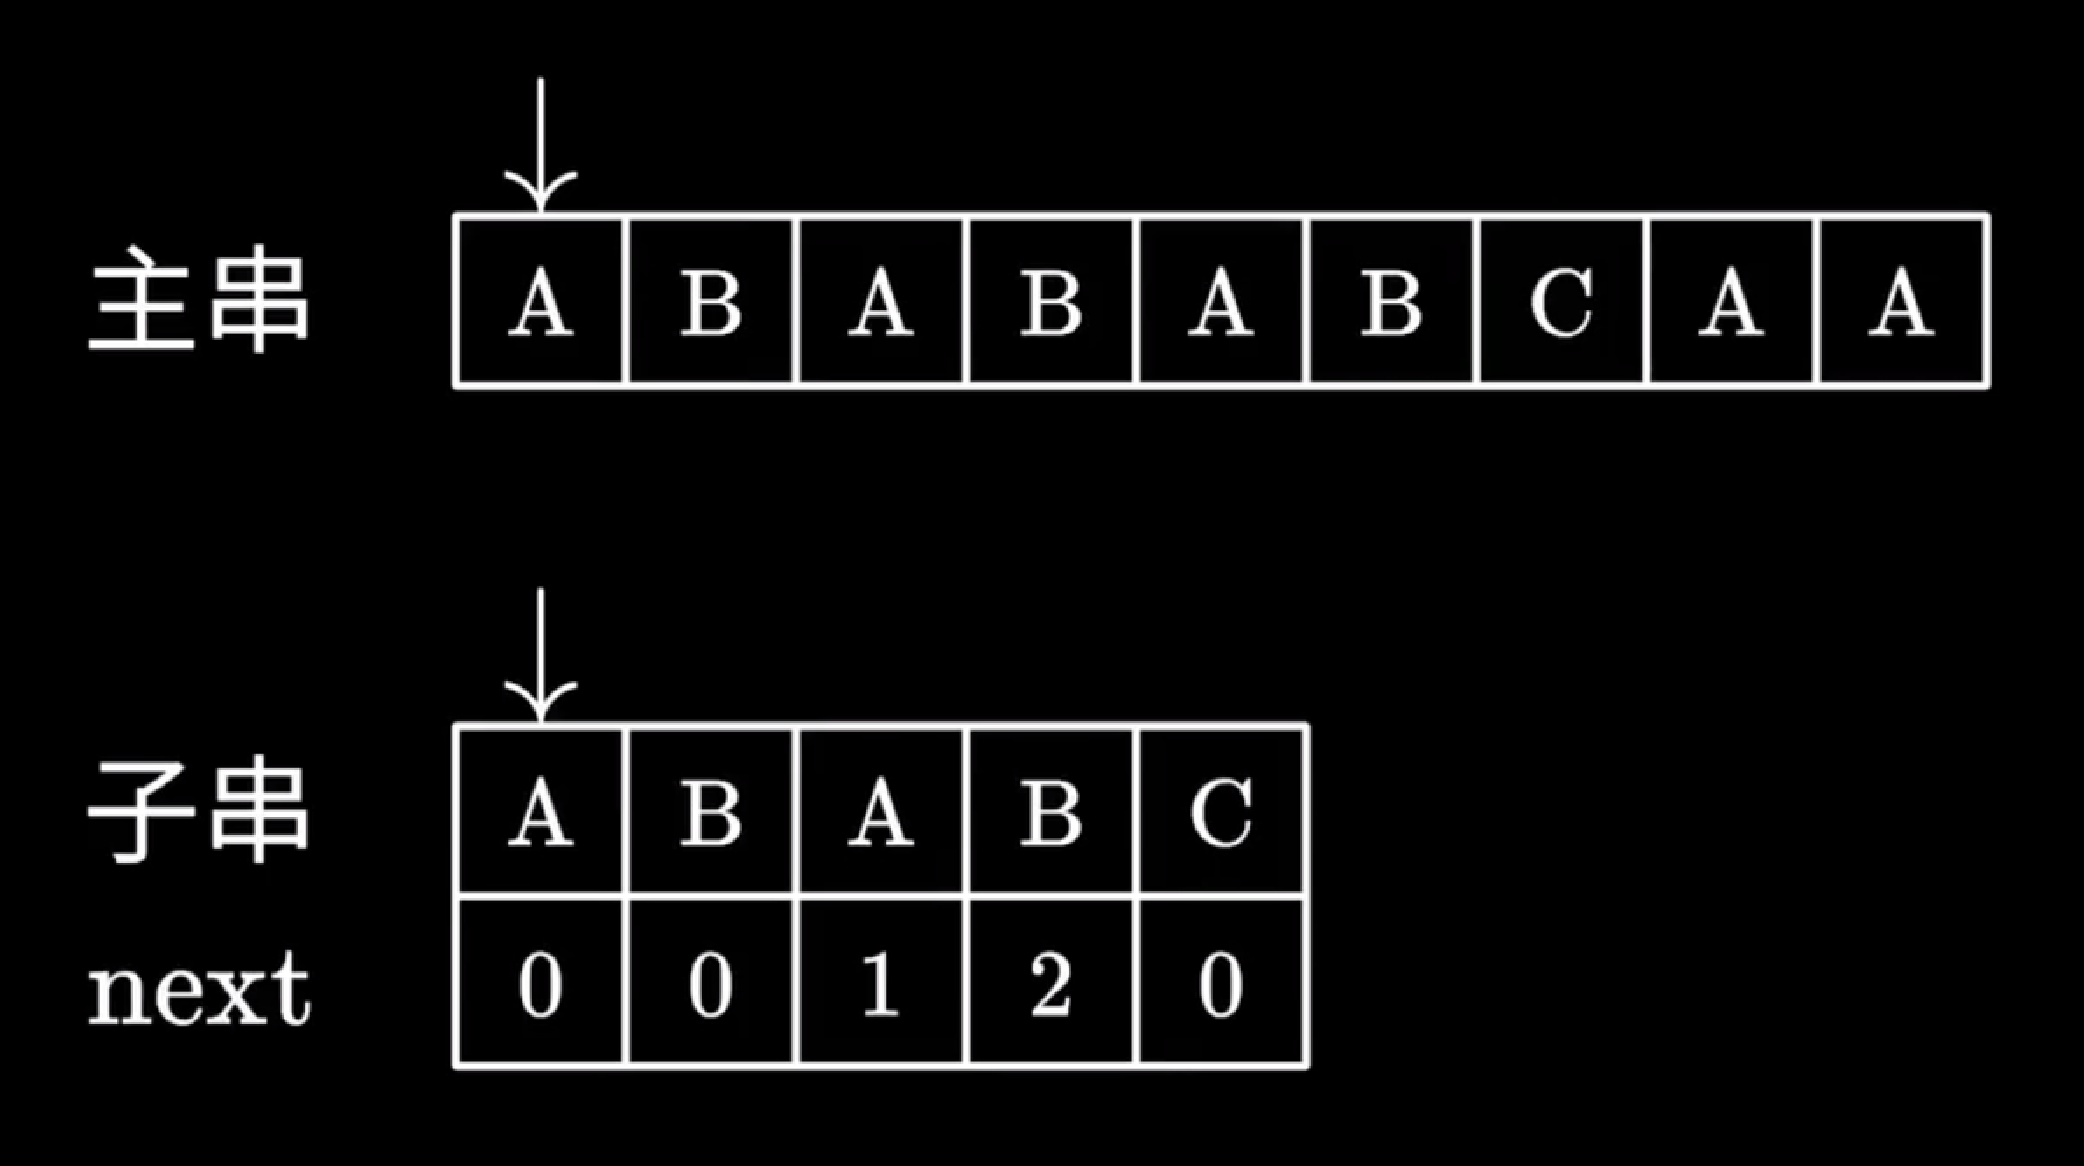 主串 A B A B A B C A A
子串 A B A B C
next 0 0 1 2 0